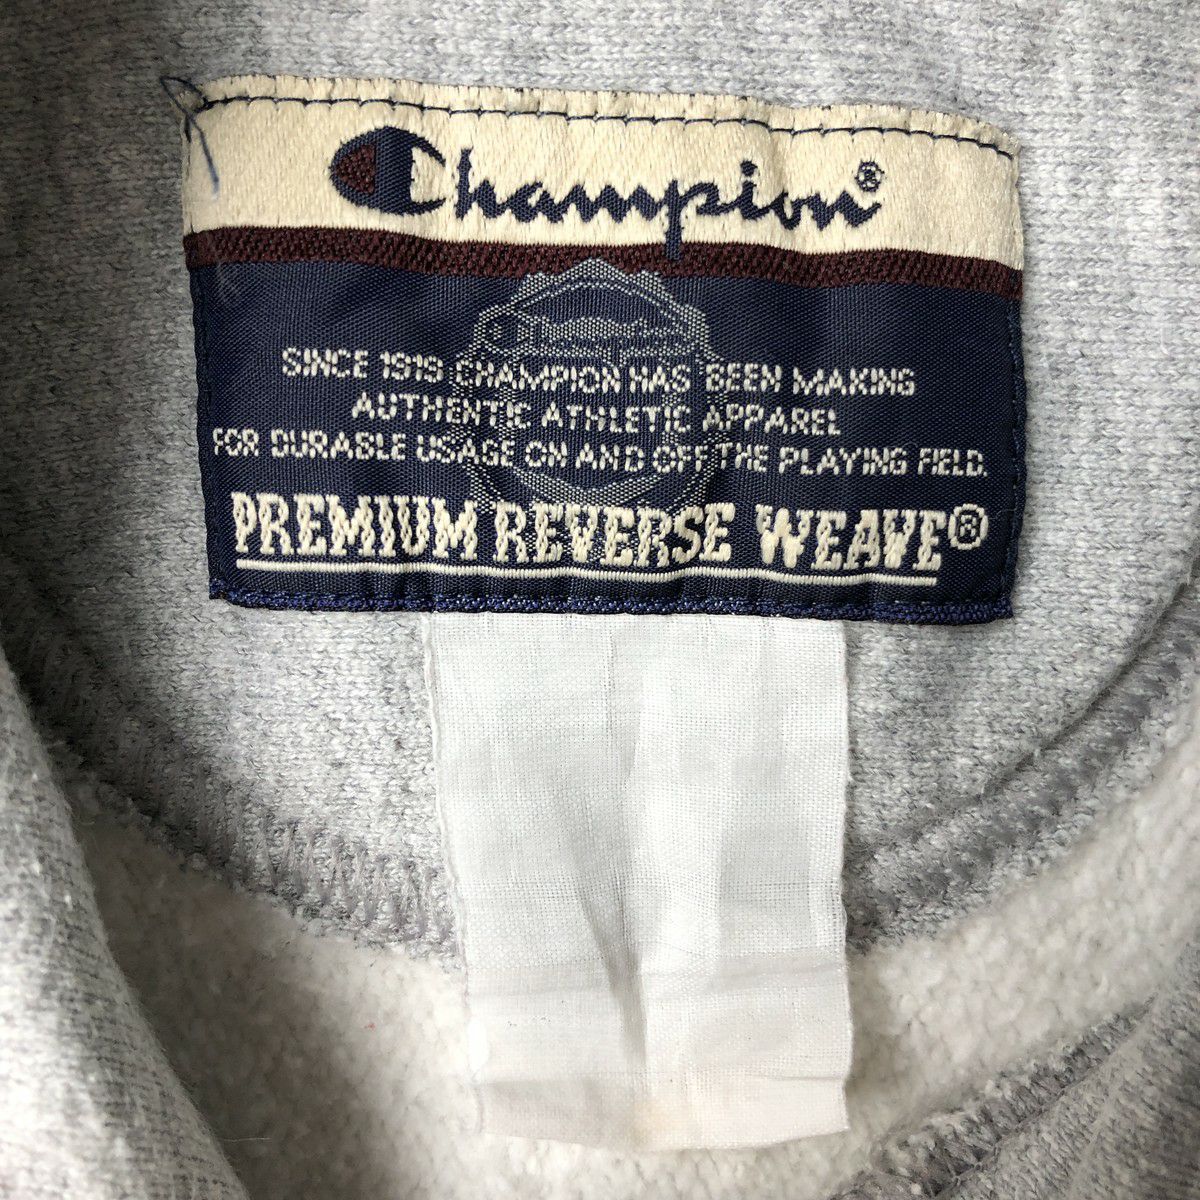 Champion®
SINCE 1919 CHAMPION HAS BEEN MAKING
AUTHENTIC ATHLETIC APPAREL
FOR DURABLE USAGE ON AND OFF THE PLAYING FIELD.
PREMIUM REVERSE WEAVE®